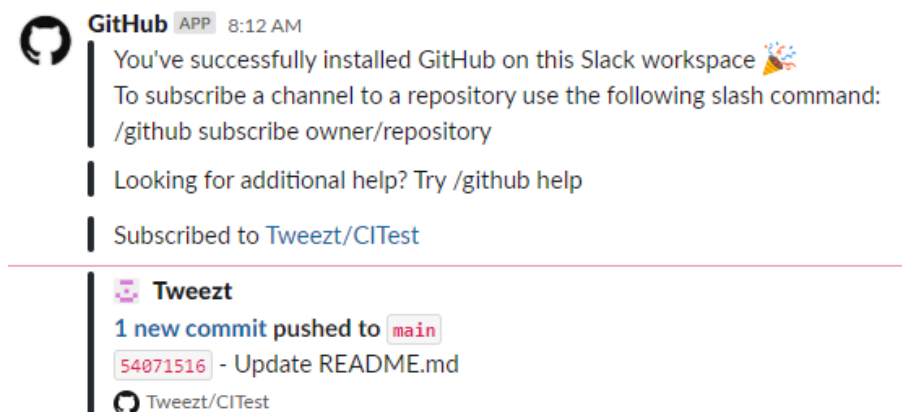 GitHub APP 8:12 AM
You've successfully installed GitHub on this Slack workspace 🎉
To subscribe a channel to a repository use the following slash command:
/github subscribe owner/repository
Looking for additional help? Try /github help
Subscribed to Tweezt/CITest
Tweezt
1 new commit pushed to main
54071516 - Update README.md
Tweezt/CITest